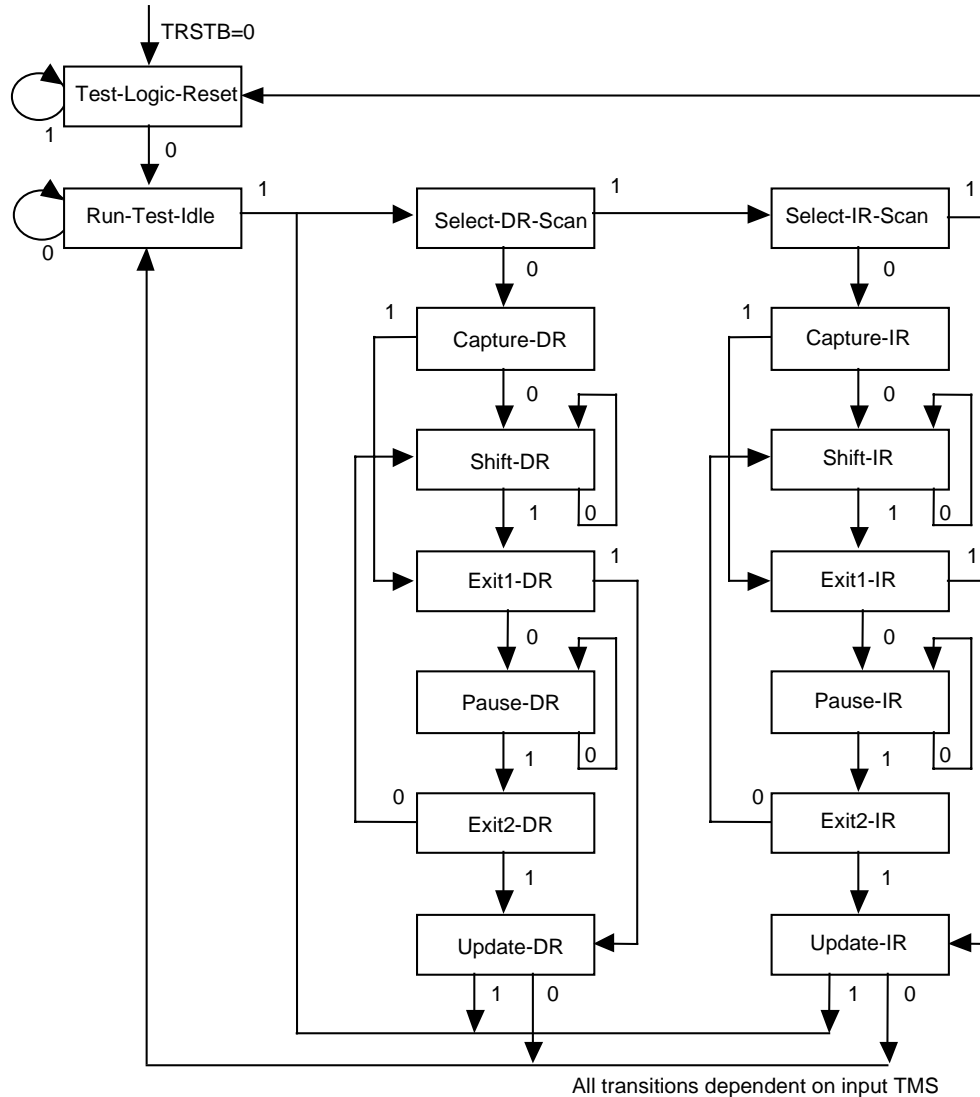 TRSTB=0
Test-Logic-Reset
1
0
Run-Test-Idle
1
0
Select-DR-Scan
1
Select-IR-Scan
1
0
0
1
Capture-DR
1
Capture-IR
0
0
Shift-DR
Shift-IR
1
0
1
0
Exit1-DR
1
Exit1-IR
1
0
0
Pause-DR
Pause-IR
1
0
1
0
0
Exit2-DR
0
Exit2-IR
1
1
Update-DR
Update-IR
1
0
1
0
All transitions dependent on input TMS